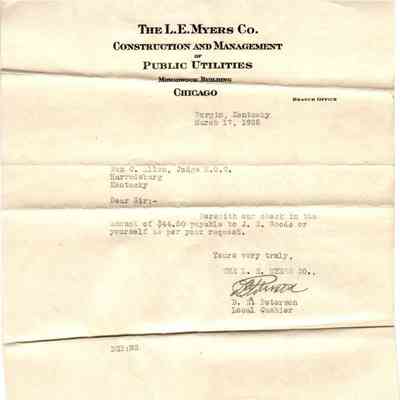 THE L.E. MYERS CO.
CONSTRUCTION AND MANAGEMENT
OF
PUBLIC UTILITIES
MONADNOCK BUILDING
CHICAGO
BRANCH OFFICE
Burgin, Kentucky
March 17, 1925
C. Allen, Judge M.C.C.
Harrodsburg
Kentucky
Dear Sir:-
Herewith our check in the
amount of $44.50 payable to J. Woods or
yourself as per your request.
Yours very truly,
THE L. E. MYERS CO.,
Peterson
Local Cashier